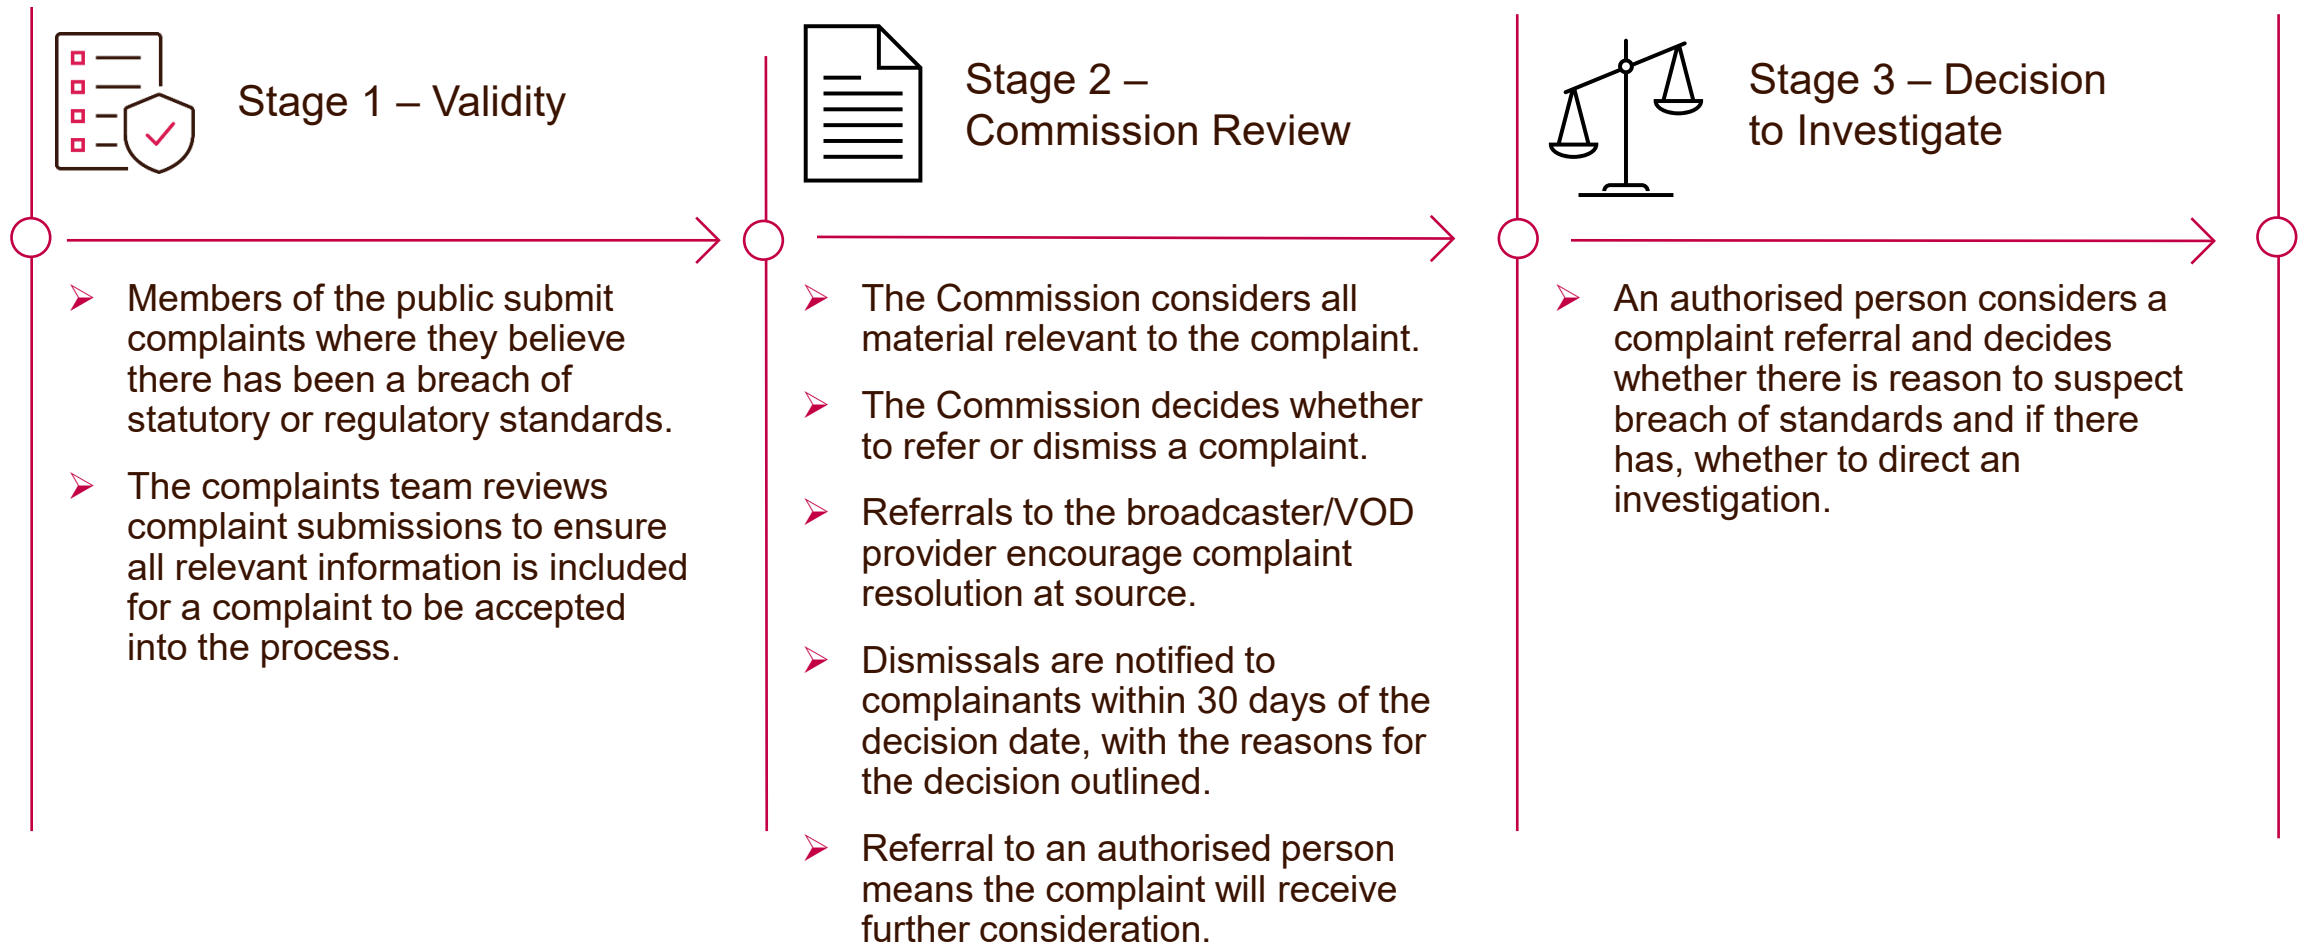 Stage 1 – Validity
Members of the public submit
complaints where they believe
there has been a breach of
statutory or regulatory standards.
The complaints team reviews
complaint submissions to ensure
all relevant information is included
for a complaint to be accepted
into the process.
Stage 2 –
Commission Review
The Commission considers all
material relevant to the complaint.
The Commission decides whether
to refer or dismiss a complaint.
Referrals to the broadcaster/VOD
provider encourage complaint
resolution at source.
Dismissals are notified to
complainants within 30 days of the
decision date, with the reasons for
the decision outlined.
Referral to an authorised person
means the complaint will receive
further consideration.
Stage 3 – Decision
to Investigate
An authorised person considers a
complaint referral and decides
whether there is reason to suspect
breach of standards and if there
has, whether to direct an
investigation.